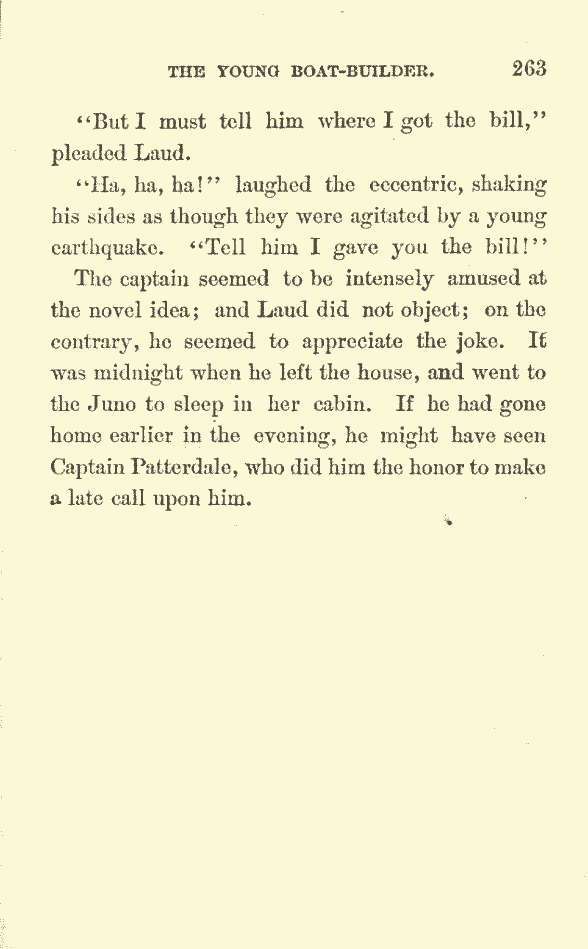 THE YOUNG BOAT-BUILDER. 263
“But I must tell him where I got the bill,”
pleaded Laud.
“Ha, ha, ha!” laughed the eccentric, shaking
his sides as though they were agitated by a young
earthquake. “Tell him I gave you the bill!”
The captain seemed to be intensely amused at
the novel idea; and Laud did not object; on the
contrary, he seemed to appreciate the joke. It
was midnight when he left the house, and went to
the Juno to sleep in her cabin. If he had gone
home earlier in the evening, he might have seen
Captain Patterdale, who did him the honor to make
a late call upon him.